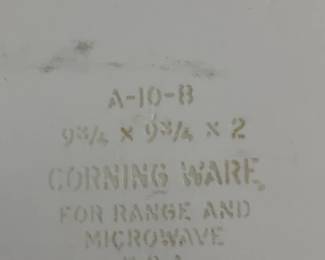 A-10-B
9¾ x 9¾ x 2
CORNING WARE®
FOR RANGE AND
MICROWAVE